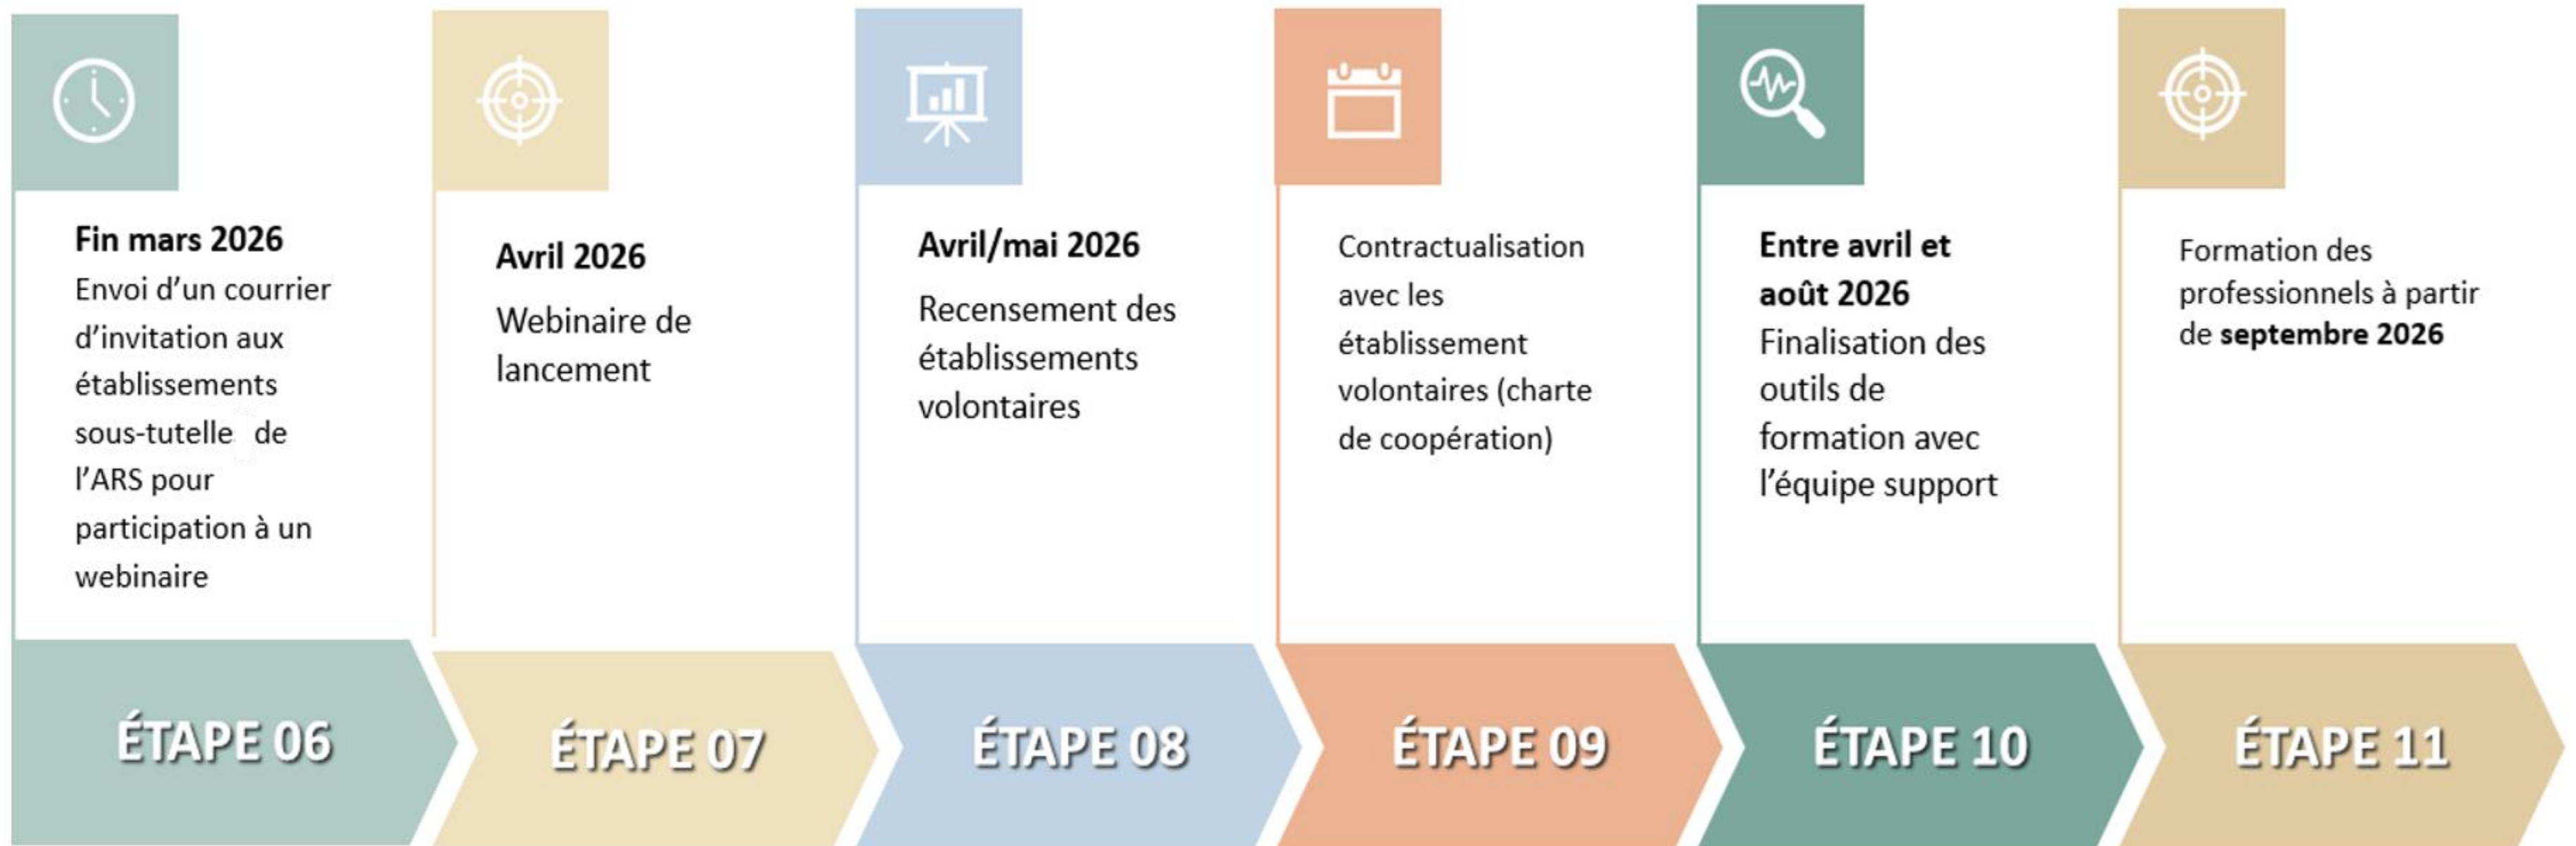 Fin mars 2026
Envoi d’un courrier
d’invitation aux
établissements
sous-tutelle de
l’ARS pour
participation à un
webinaire
ÉTAPE 06
Avril 2026
Webinaire de
lancement
ÉTAPE 07
Avril/mai 2026
Recensement des
établissements
volontaires
ÉTAPE 08
Contractualisation
avec les
établissement
volontaires (charte
de coopération)
ÉTAPE 09
Entre avril et
août 2026
Finalisation des
outils de
formation avec
l’équipe support
ÉTAPE 10
Formation des
professionnels à partir
de septembre 2026
ÉTAPE 11